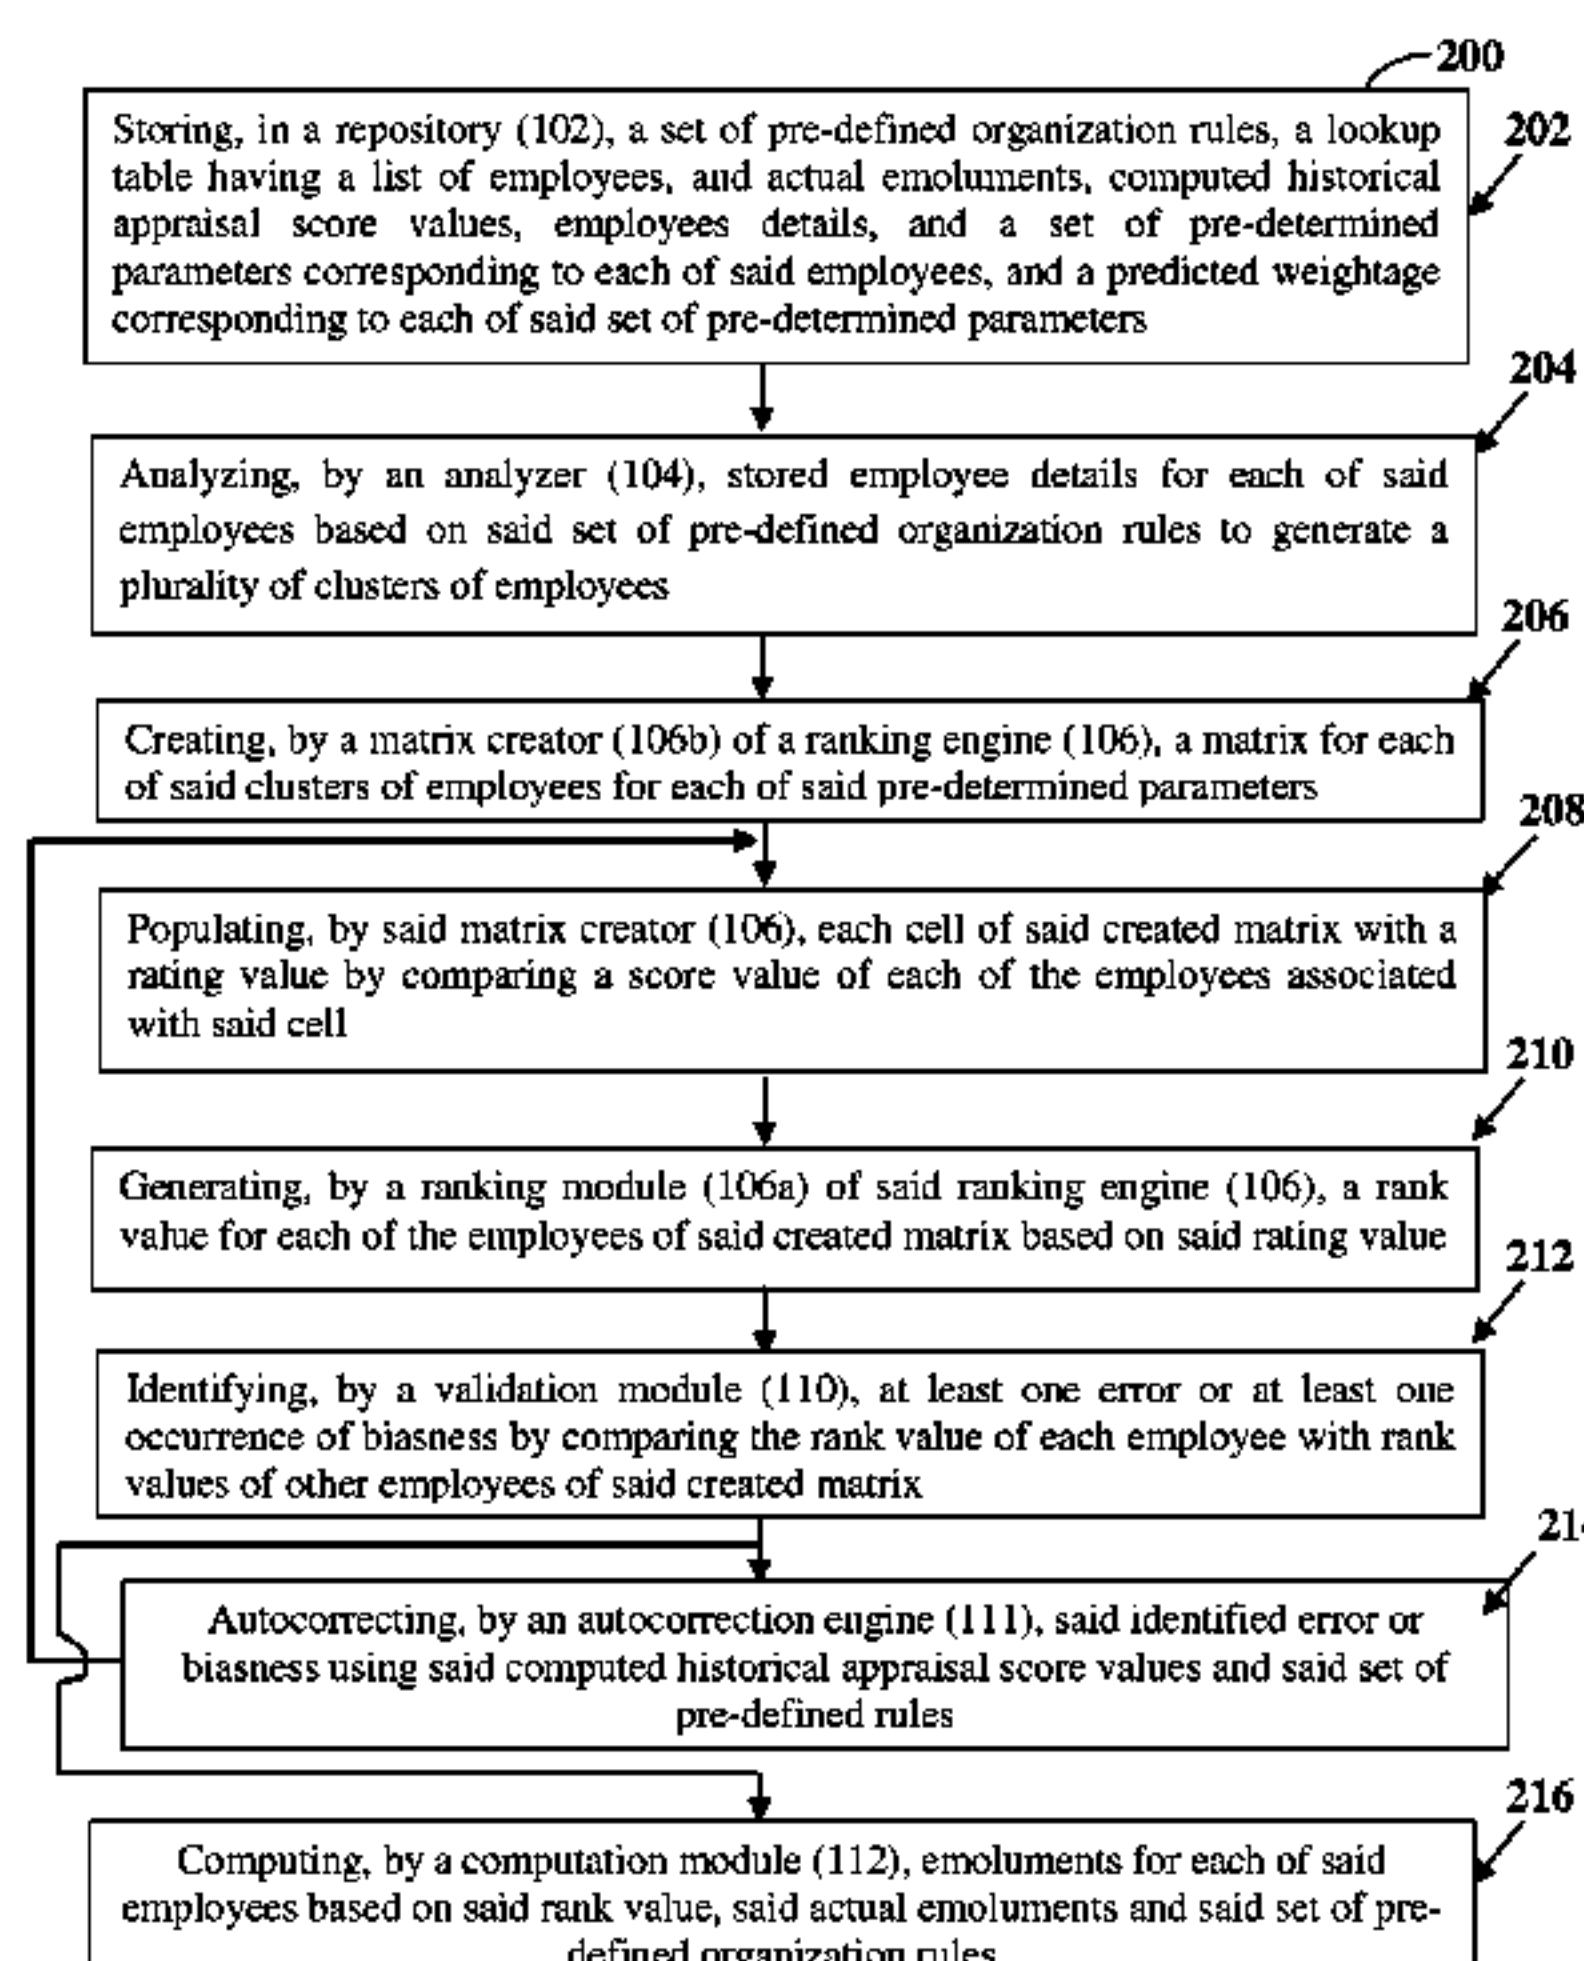 200
202
Storing, in a repository (102), a set of pre-defined organization rules, a lookup
table having a list of employees, and actual emoluments, computed historical
appraisal score values, employees details, and a set of pre-determined
parameters corresponding to each of said employees, and a predicted weightage
corresponding to each of said set of pre-determined parameters
204
Analyzing, by an analyzer (104), stored employee details for each of said
employees based on said set of pre-defined organization rules to generate a
plurality of clusters of employees
206
Creating, by a matrix creator (106b) of a ranking engine (106), a matrix for each
of said clusters of employees for each of said pre-determined parameters
208
Populating, by said matrix creator (106), each cell of said created matrix with a
rating value by comparing a score value of each of the employees associated
with said cell
210
Generating, by a ranking module (106a) of said ranking engine (106), a rank
value for each of the employees of said created matrix based on said rating value
212
Identifying, by a validation module (110), at least one error or at least one
occurrence of biasness by comparing the rank value of each employee with rank
values of other employees of said created matrix
Autocorrecting, by an autocorrection engine (111), said identified error or
biasness using said computed historical appraisal score values and said set of
pre-defined rules
216
Computing, by a computation module (112), emoluments for each of said
employees based on said rank value, said actual emoluments and said set of pre-
defined organization rules